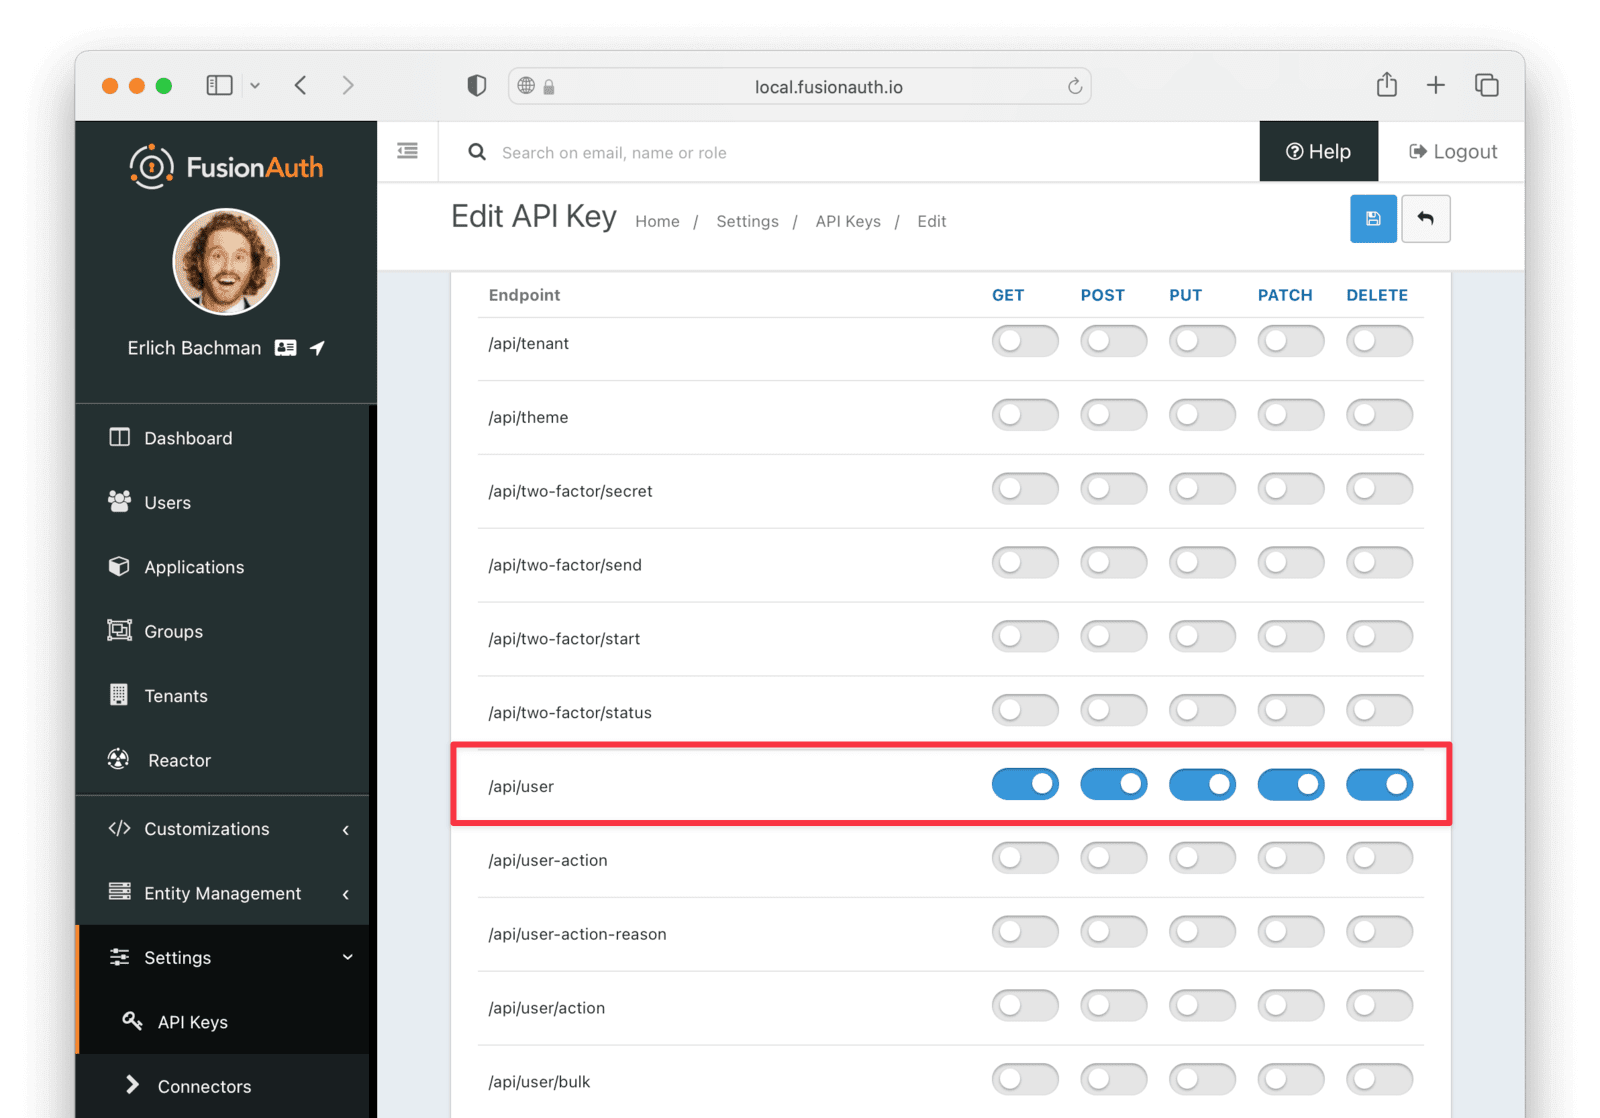 local.fusionauth.io
FusionAuth
Search on email, name or role
Help
Logout
Edit API Key
Home / Settings / API Keys / Edit
Erlich Bachman
Dashboard
Users
Applications
Groups
Tenants
Reactor
Customizations
Entity Management
Settings
API Keys
Connectors
Endpoint GET POST PUT PATCH DELETE
/api/tenant
/api/theme
/api/two-factor/secret
/api/two-factor/send
/api/two-factor/start
/api/two-factor/status
/api/user
/api/user-action
/api/user-action-reason
/api/user/action
/api/user/bulk